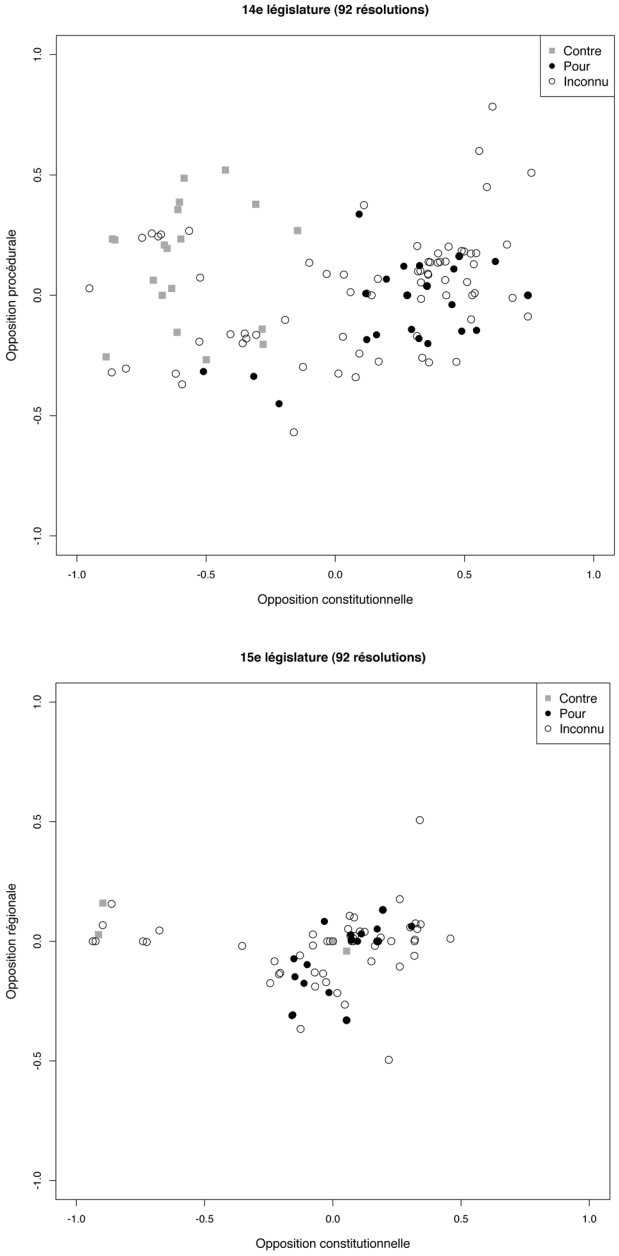 14e législature (92 résolutions)
Contre
Pour
Inconnu
1.0
0.5
0.0
-0.5
-1.0
Opposition procédurale
-1.0 -0.5 0.0 0.5 1.0
Opposition constitutionnelle
15e législature (92 résolutions)
Contre
Pour
Inconnu
1.0
0.5
0.0
-0.5
-1.0
Opposition régionale
-1.0 -0.5 0.0 0.5 1.0
Opposition constitutionnelle